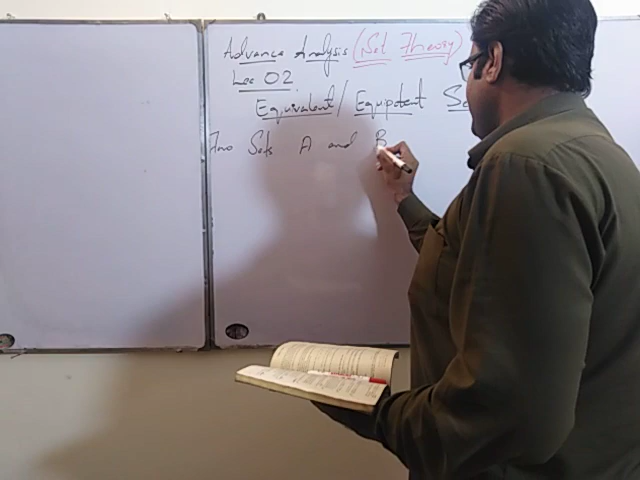 Advance Analysis (Set Theory)
Lec 02
Equivalent / Equipotent Se
Two Sets A and B